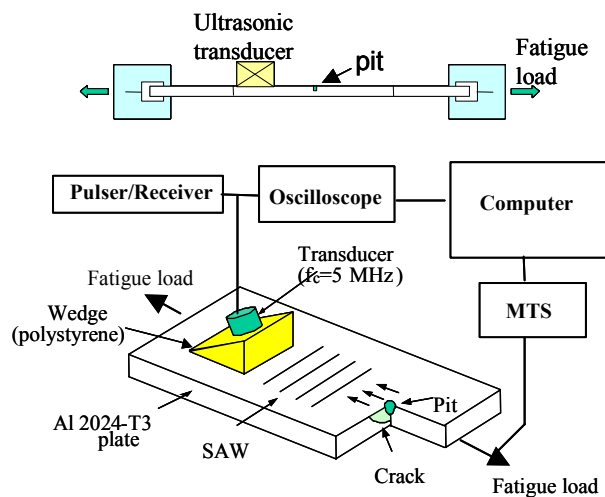 Ultrasonic
transducer
pit
Fatigue
load
Pulser/Receiver
Oscilloscope
Computer
Transducer
(fc=5 MHz)
Fatigue load
Wedge
(polystyrene)
MTS
Al 2024-T3
plate
SAW
Pit
Crack
Fatigue load